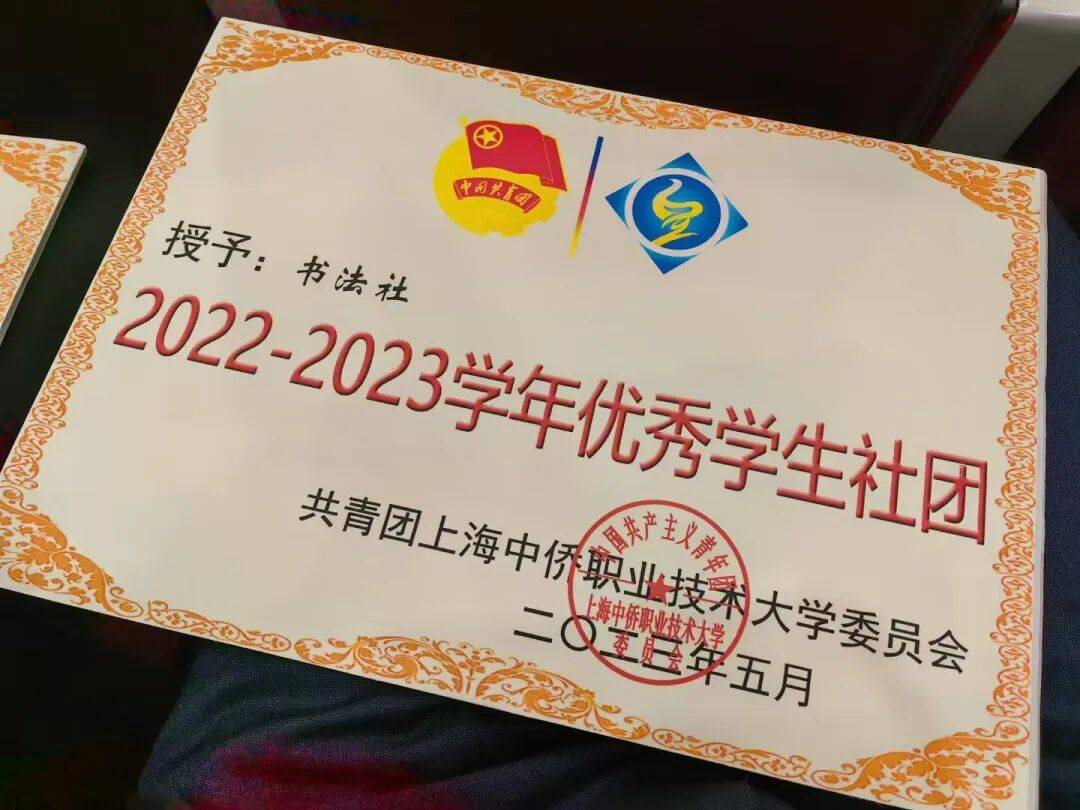 中国共青团
授予：书法社
2022-2023学年优秀学生社团
共青团上海中侨职业技术大学委员会
二〇二三年五月
中国共产主义青年团
上海中侨职业技术大学
委员会